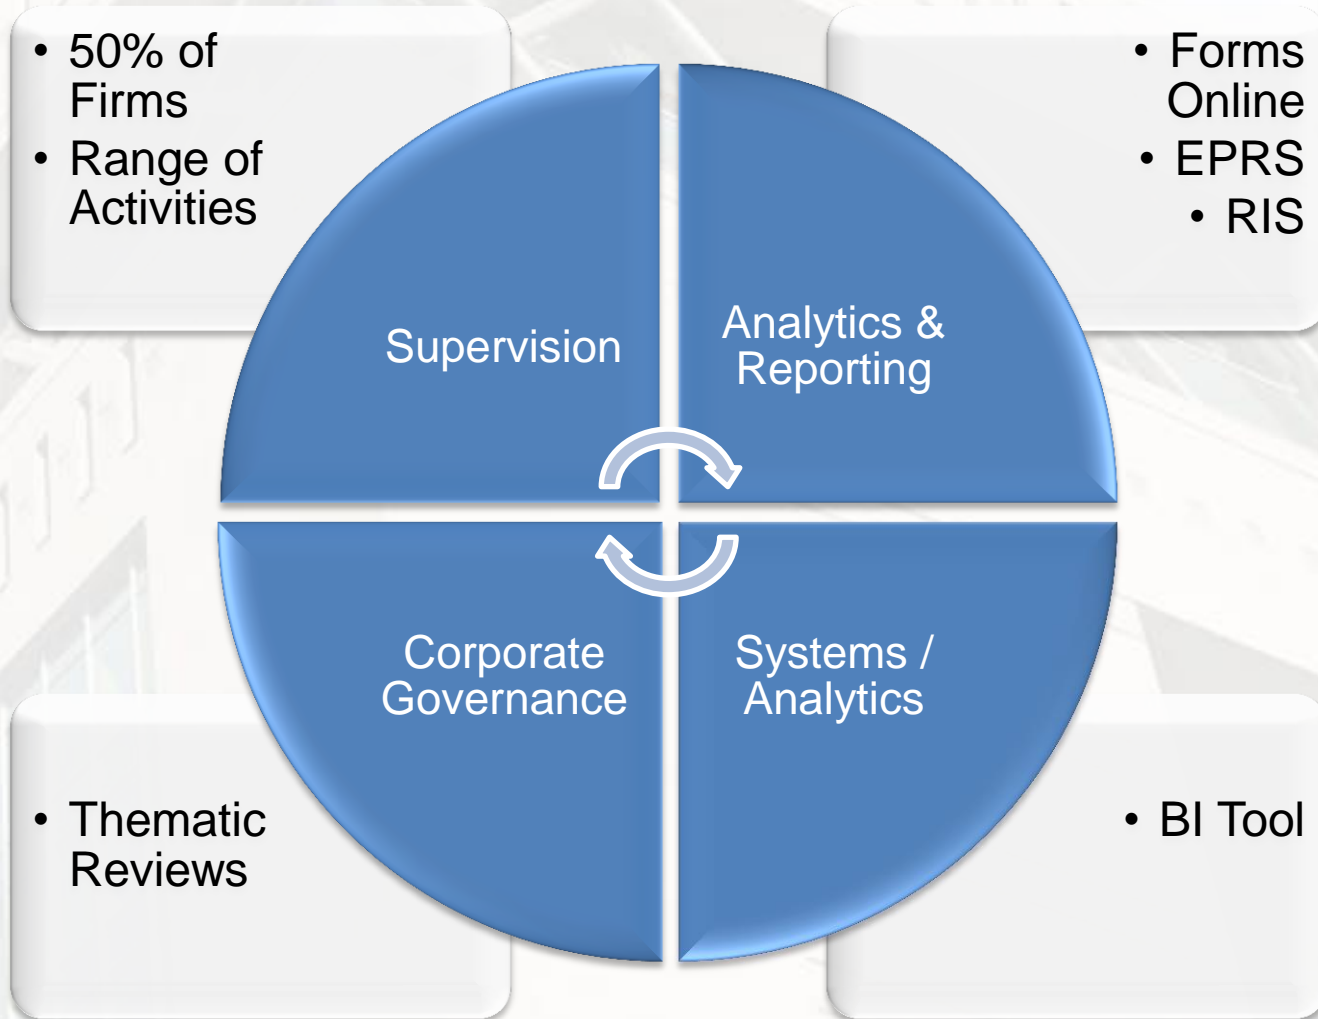 • 50% of
Firms
• Range of
Activities
• Forms
Online
• EPRS
• RIS
Supervision
Analytics &
Reporting
Corporate
Governance
Systems /
Analytics
• Thematic
Reviews
• BI Tool